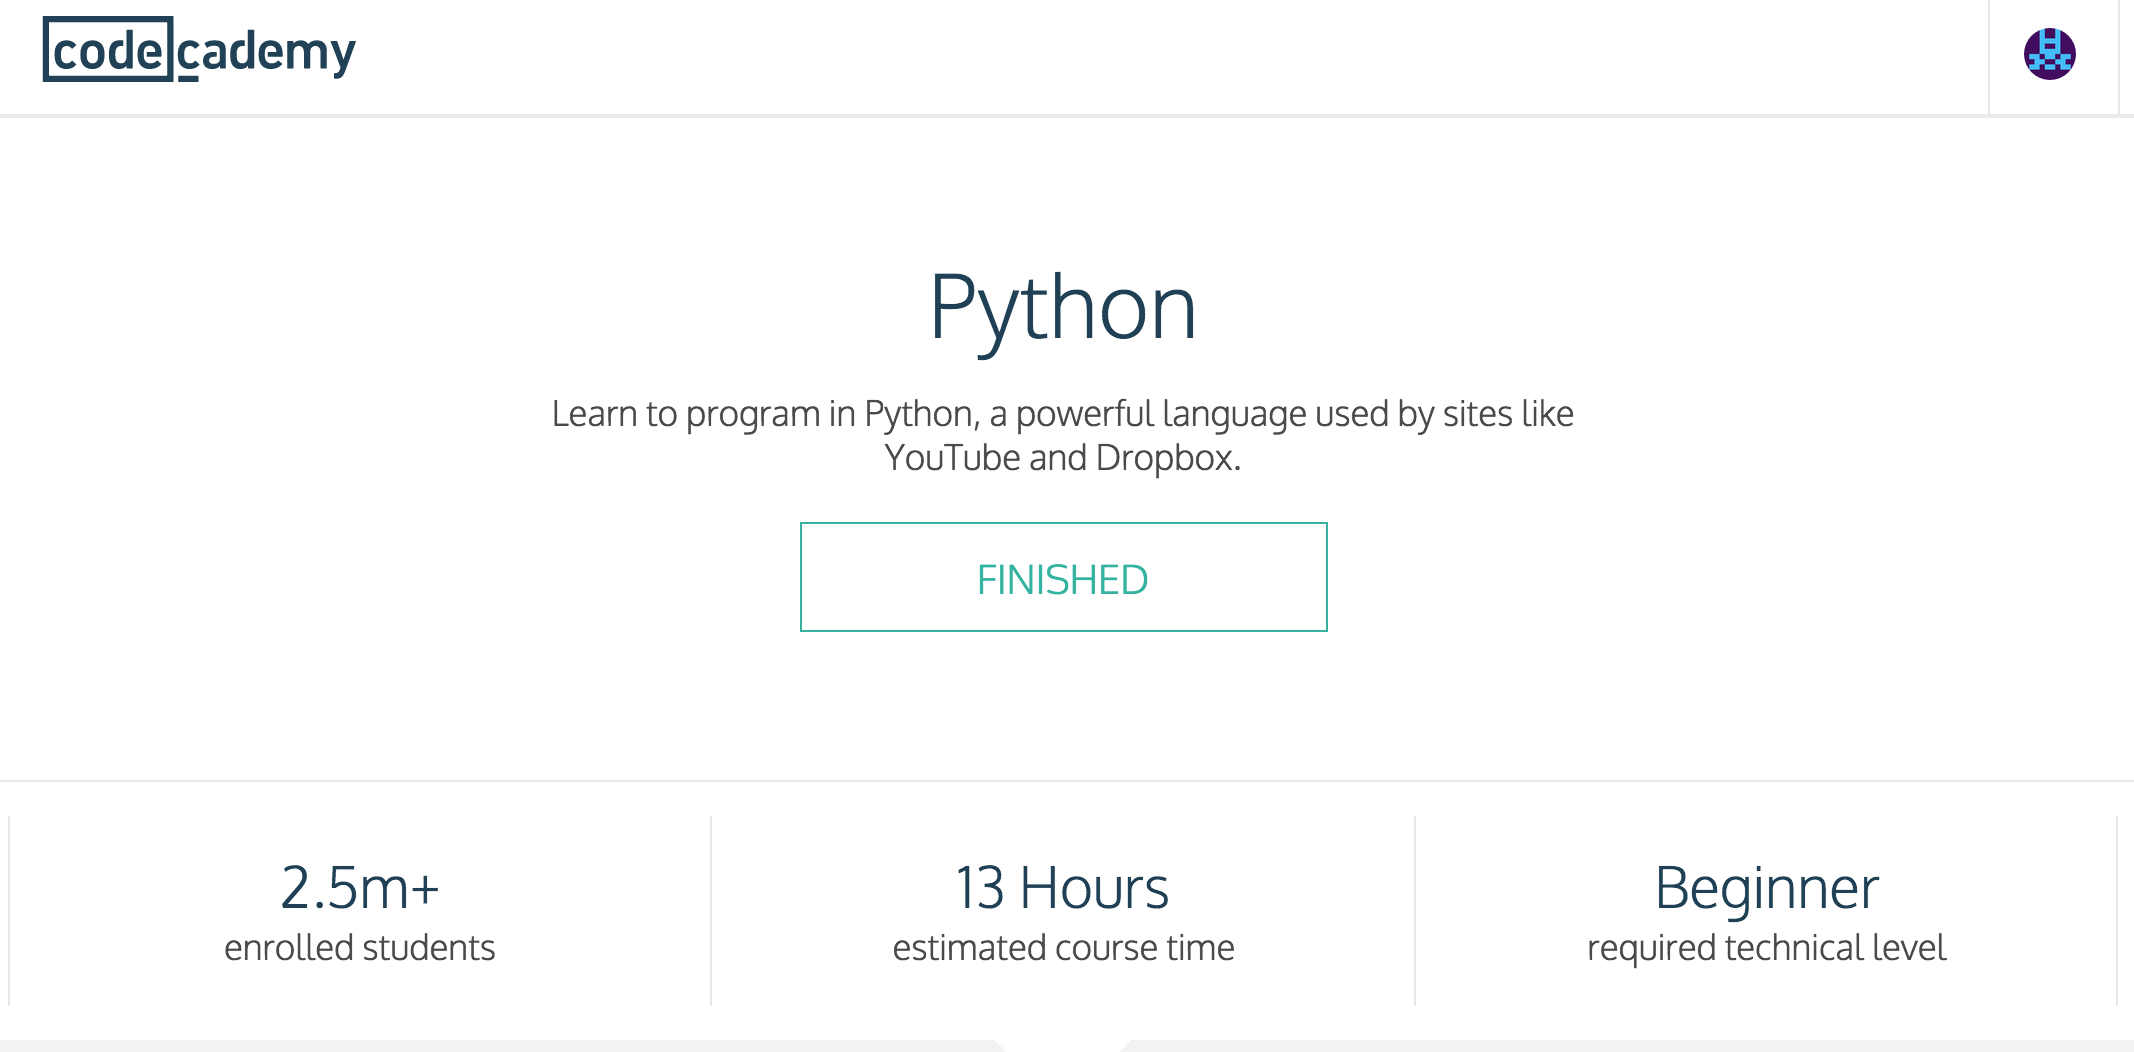 codecademy
Python
Learn to program in Python, a powerful language used by sites like
YouTube and Dropbox.
FINISHED
2.5m+
enrolled students
13 Hours
estimated course time
Beginner
required technical level